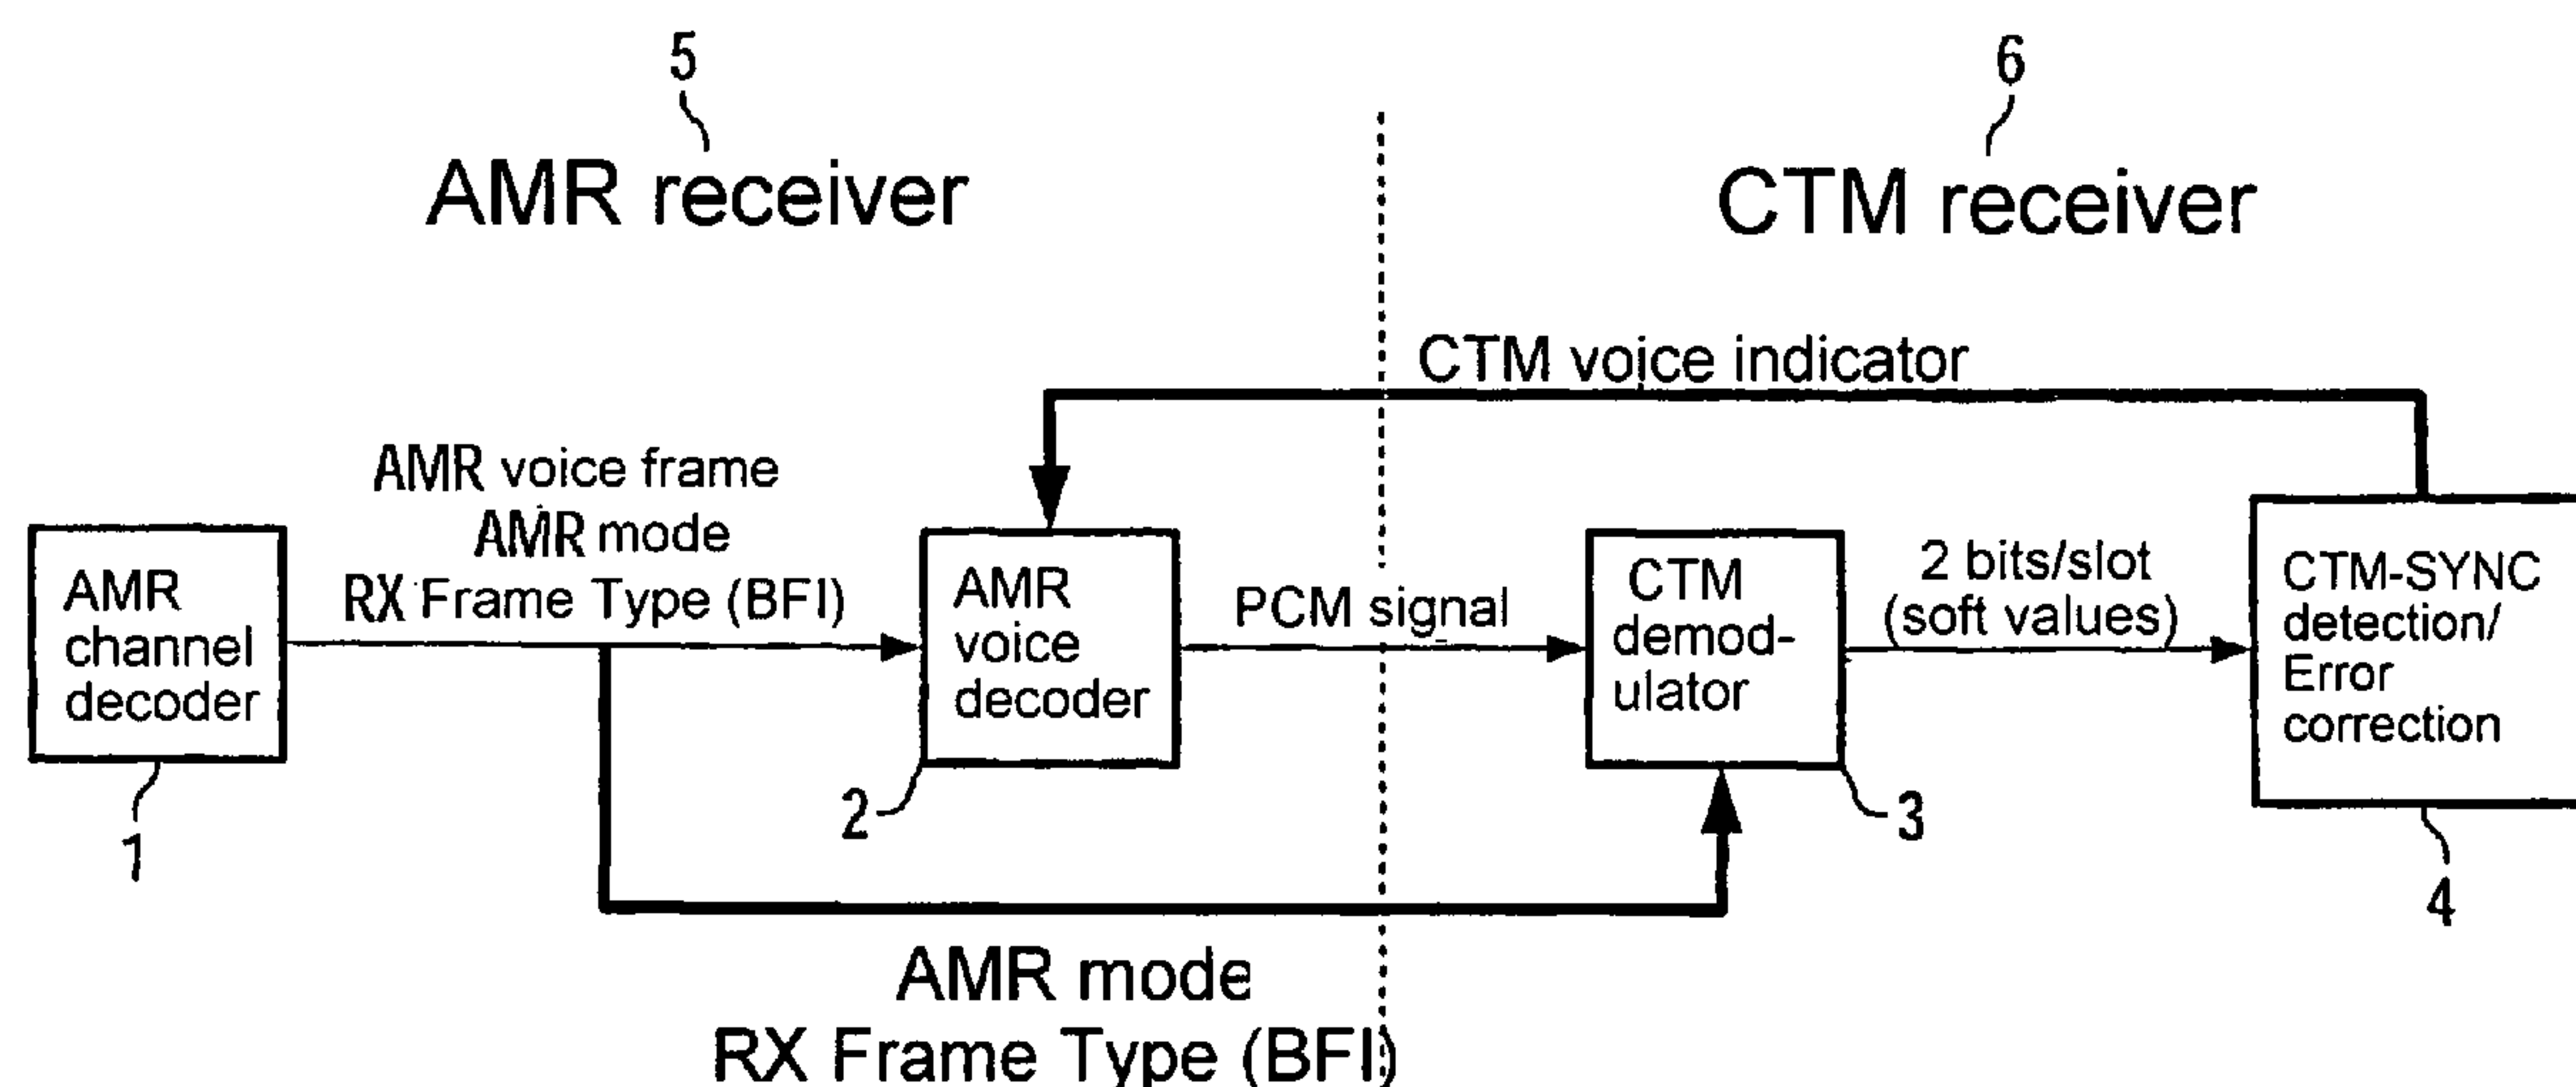 5
6
AMR receiver
CTM receiver
CTM voice indicator
AMR voice frame
AMR mode
RX Frame Type (BFI)
AMR
channel
decoder
AMR
voice
decoder
PCM signal
CTM
demod-
ulator
2 bits/slot
(soft values)
CTM-SYNC
detection/
Error
correction
1
2
3
4
AMR mode
RX Frame Type (BFI)